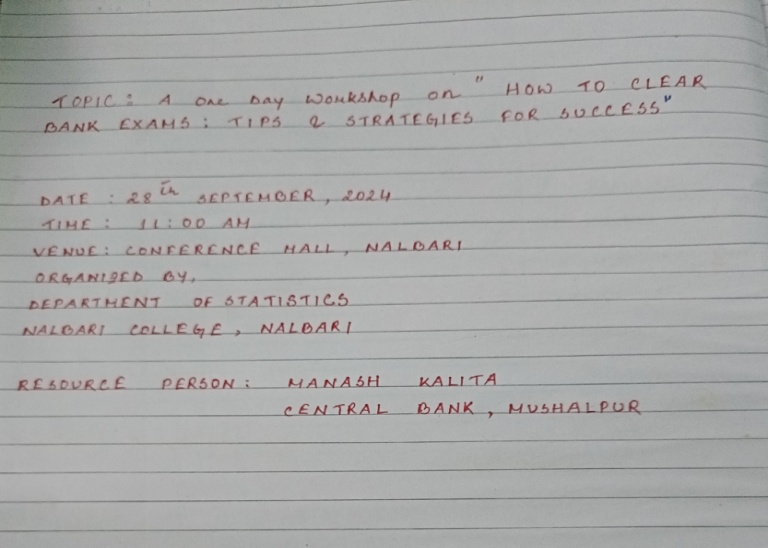 TOPIC: A One Day Workshop on "HOW TO CLEAR
BANK EXAMS: TIPS & STRATEGIES FOR SUCCESS"
DATE : 28th SEPTEMBER, 2024
TIME : 11:00 AM
VENUE: CONFERENCE HALL, NALBARI
ORGANISED BY,
DEPARTMENT OF STATISTICS
NALBARI COLLEGE, NALBARI
RESOURCE PERSON: MANASH KALITA
CENTRAL BANK, MUSHALPUR